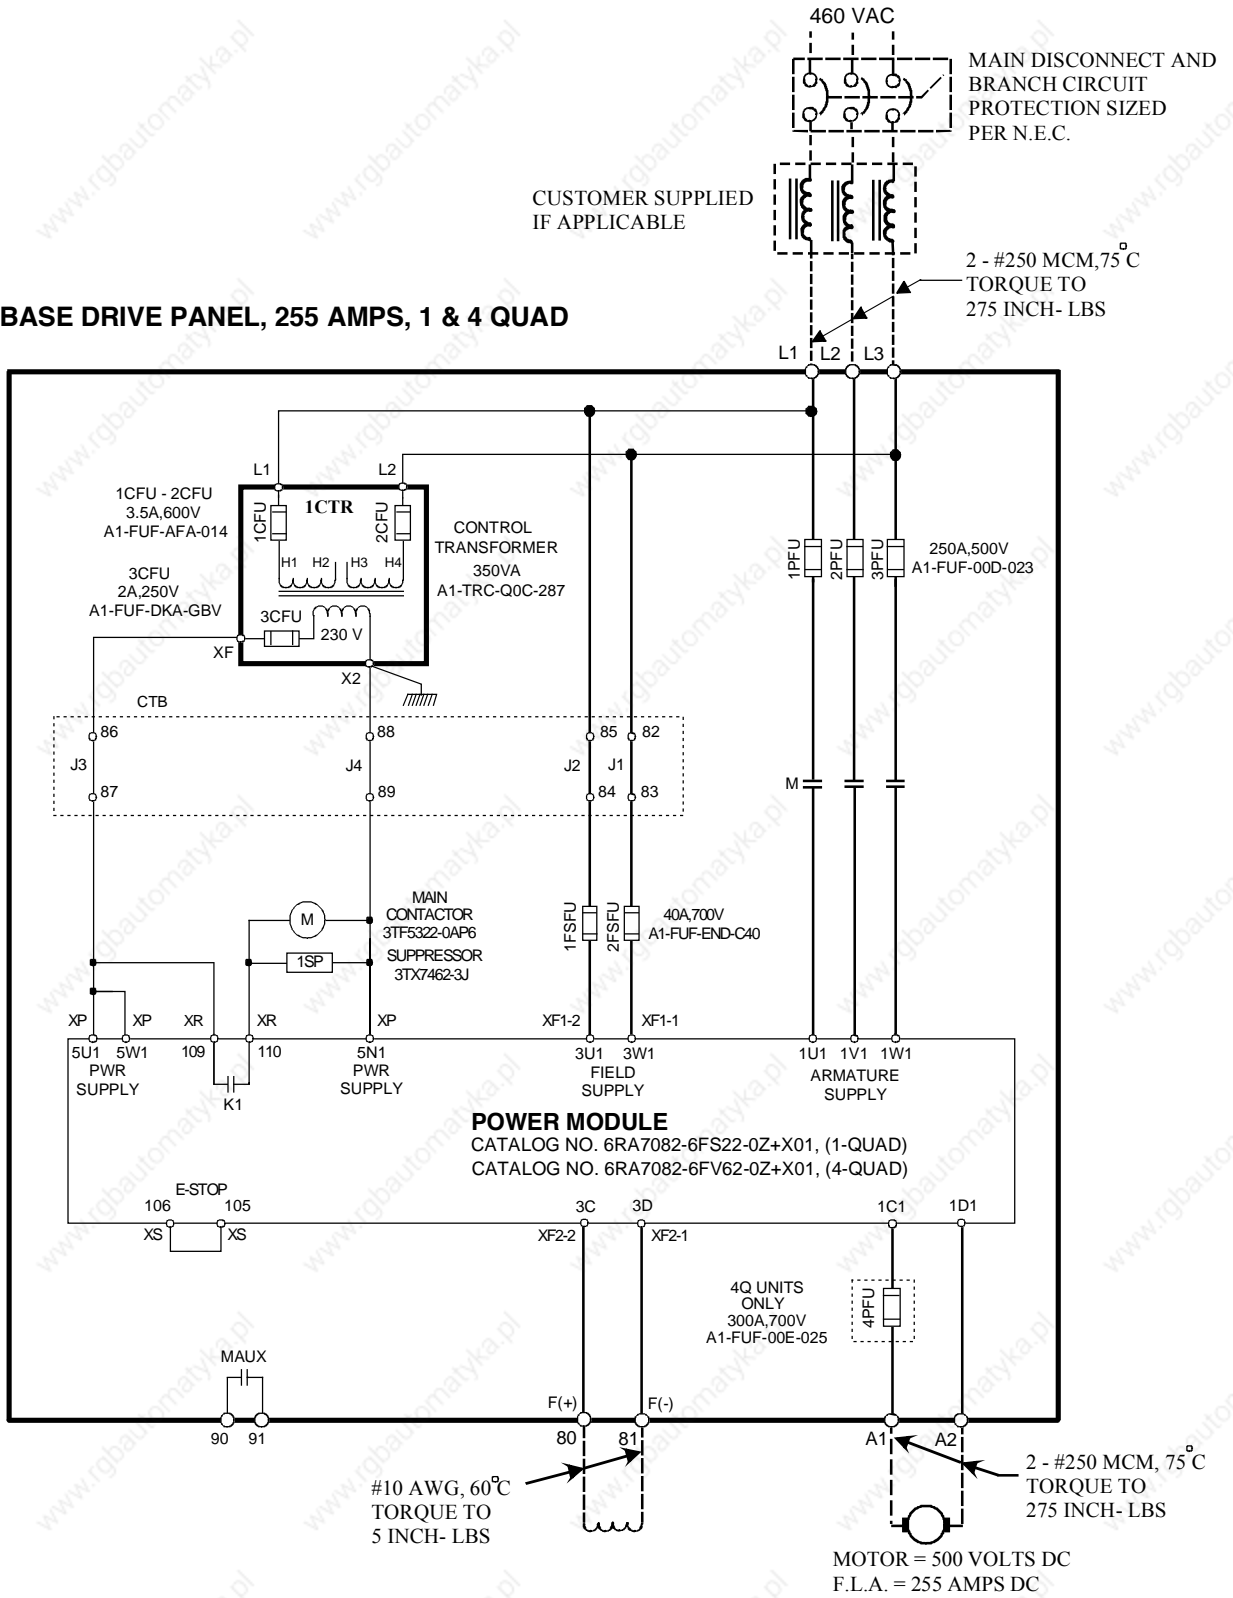 460 VAC
MAIN DISCONNECT AND
BRANCH CIRCUIT
PROTECTION SIZED
PER N.E.C.
CUSTOMER SUPPLIED
IF APPLICABLE
2 - #250 MCM,75°C
TORQUE TO
275 INCH- LBS
BASE DRIVE PANEL, 255 AMPS, 1 & 4 QUAD
L1 L2 L3
L1 L2
1CFU - 2CFU
3.5A,600V
A1-FUF-AFA-014
1CTR
1CFU
2CFU
H1 H2 H3 H4
CONTROL
TRANSFORMER
350VA
A1-TRC-Q0C-287
3CFU
2A,250V
A1-FUF-DKA-GBV
3CFU
230 V
XF
X2
1PFU
2PFU
3PFU
250A,500V
A1-FUF-00D-023
CTB
86 88 85 82
J3 J4 J2 J1
87 89 84 83
M
M
MAIN
CONTACTOR
3TF5322-0AP6
1SP
SUPPRESSOR
3TX7462-3J
1FSFU
2FSFU
40A,700V
A1-FUF-END-C40
XP XP XR XR XP XF1-2 XF1-1
5U1 5W1 109 110 5N1 3U1 3W1 1U1 1V1 1W1
PWR
SUPPLY
K1
PWR
SUPPLY
FIELD
SUPPLY
ARMATURE
SUPPLY
POWER MODULE
CATALOG NO. 6RA7082-6FS22-0Z+X01, (1-QUAD)
CATALOG NO. 6RA7082-6FV62-0Z+X01, (4-QUAD)
E-STOP
106 105
XS XS
3C 3D 1C1 1D1
XF2-2 XF2-1
4Q UNITS
ONLY
300A,700V
A1-FUF-00E-025
4PFU
MAUX
90 91
F(+) F(-)
80 81
A1 A2
#10 AWG, 60°C
TORQUE TO
5 INCH- LBS
2 - #250 MCM, 75°C
TORQUE TO
275 INCH- LBS
MOTOR = 500 VOLTS DC
F.L.A. = 255 AMPS DC
www.rgbautomatyka.pl